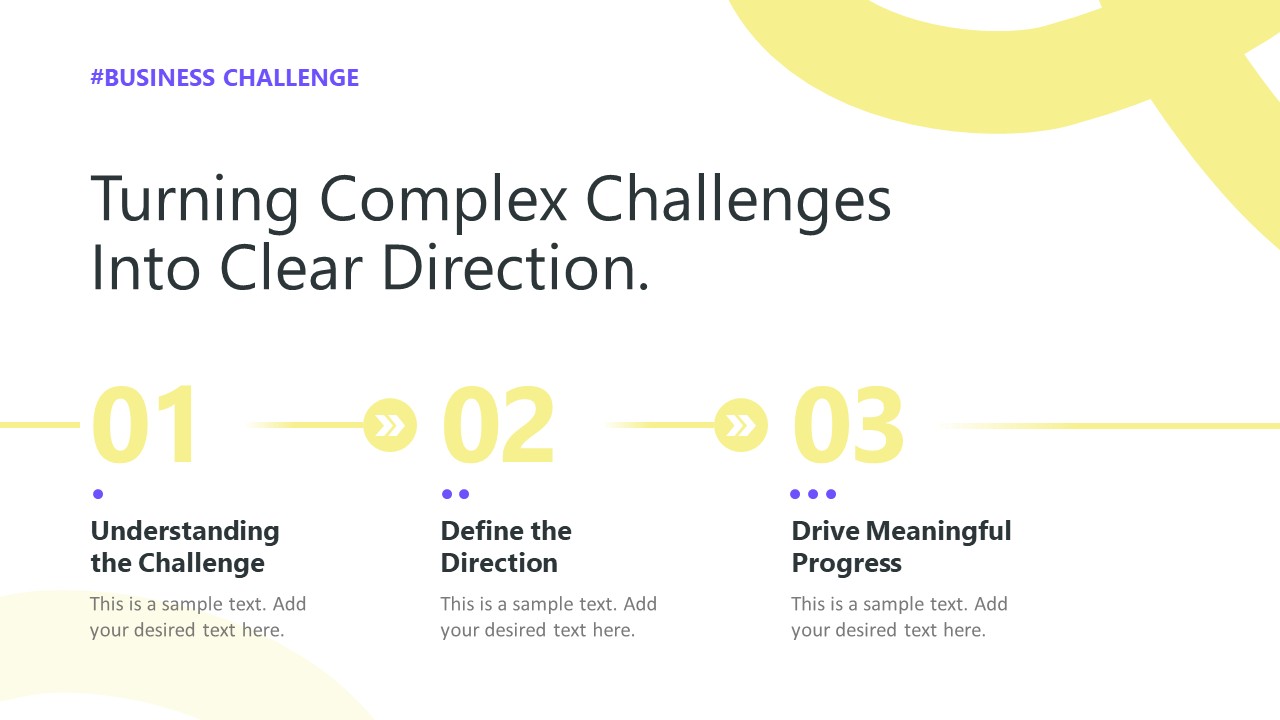 #BUSINESS CHALLENGE
Turning Complex Challenges
Into Clear Direction.
01
02
03
Understanding
the Challenge
This is a sample text. Add
your desired text here.
Define the
Direction
This is a sample text. Add
your desired text here.
Drive Meaningful
Progress
This is a sample text. Add
your desired text here.